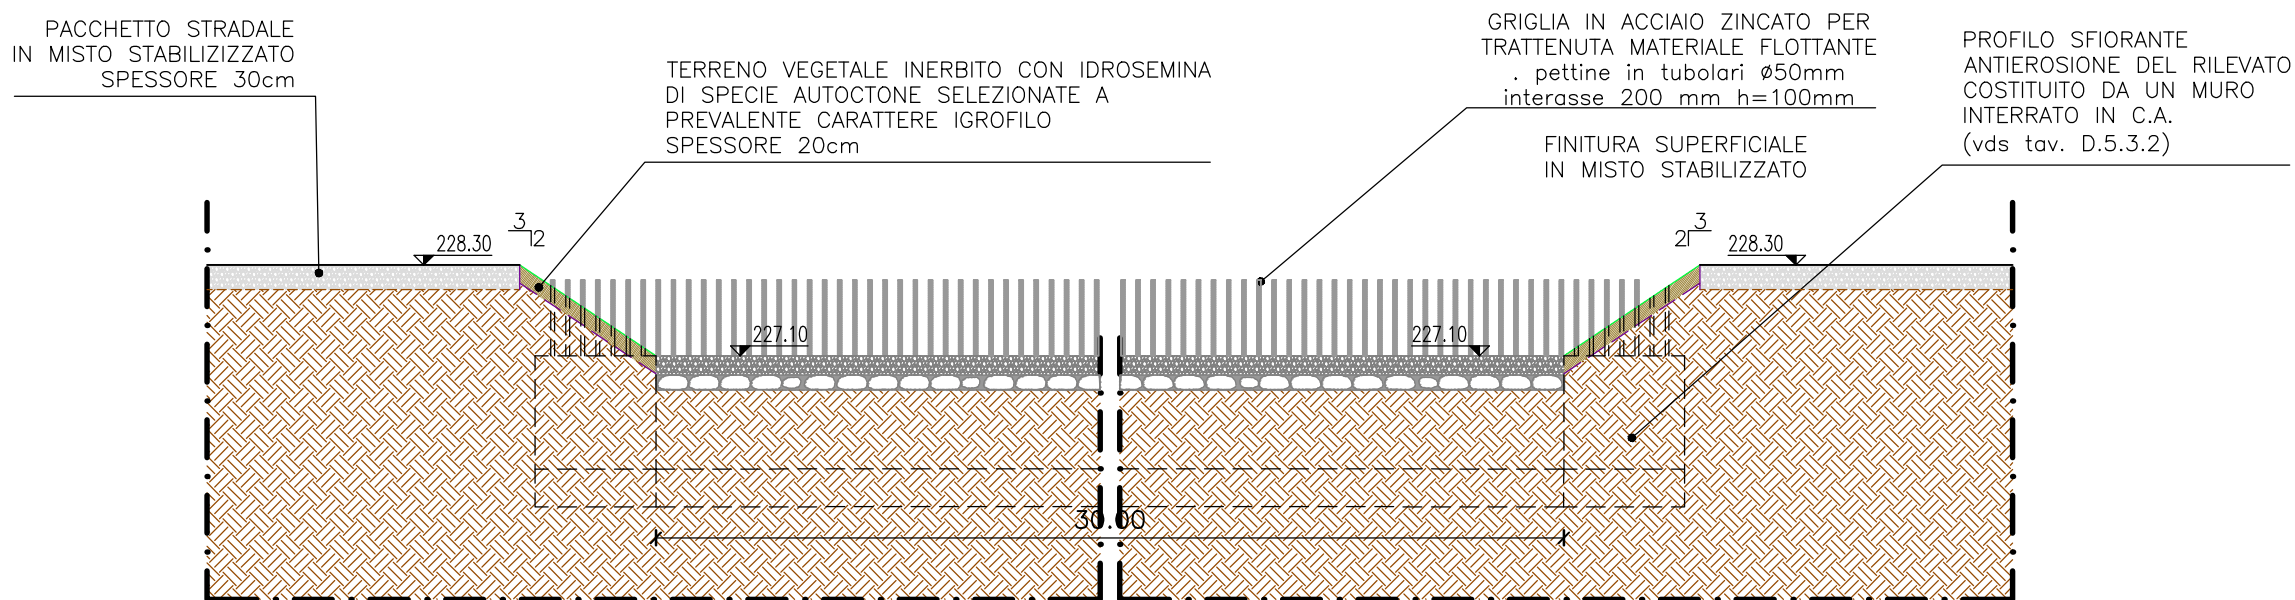 PACCHETTO STRADALE
IN MISTO STABILIZIZZATO
SPESSORE 30cm
TERRENO VEGETALE INERBITO CON IDROSEMINA
DI SPECIE AUTOCTONE SELEZIONATE A
PREVALENTE CARATTERE IGROFILO
SPESSORE 20cm
GRIGLIA IN ACCIAIO ZINCATO PER
TRATTENUTA MATERIALE FLOTTANTE
. pettine in tubolari ø50mm
interasse 200 mm h=100mm
FINITURA SUPERFICIALE
IN MISTO STABILIZZATO
PROFILO SFIORANTE
ANTIEROSIONE DEL RILEVATO
COSTITUITO DA UN MURO
INTERRATO IN C.A.
(vds tav. D.5.3.2)
228.30
3
2
3
2
228.30
227.10
227.10
30.00